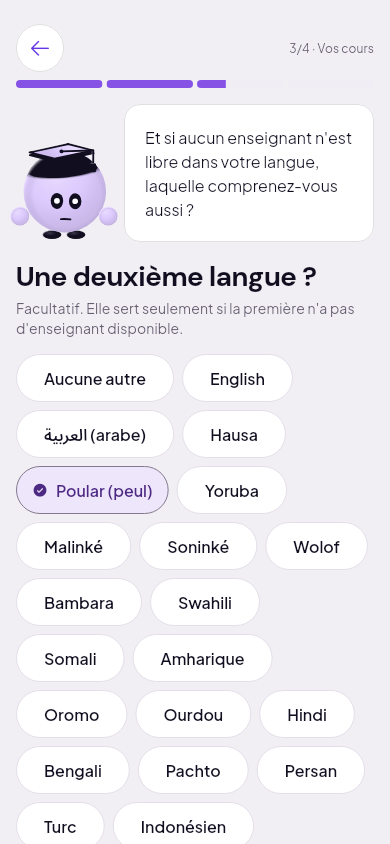 3/4 · Vos cours
Et si aucun enseignant n'est
libre dans votre langue,
laquelle comprenez-vous
aussi ?
Une deuxième langue ?
Facultatif. Elle sert seulement si la première n'a pas
d'enseignant disponible.
Aucune autre
English
العربية (arabe)
Hausa
Poular (peul)
Yoruba
Malinké
Soninké
Wolof
Bambara
Swahili
Somali
Amharique
Oromo
Ourdou
Hindi
Bengali
Pachto
Persan
Turc
Indonésien